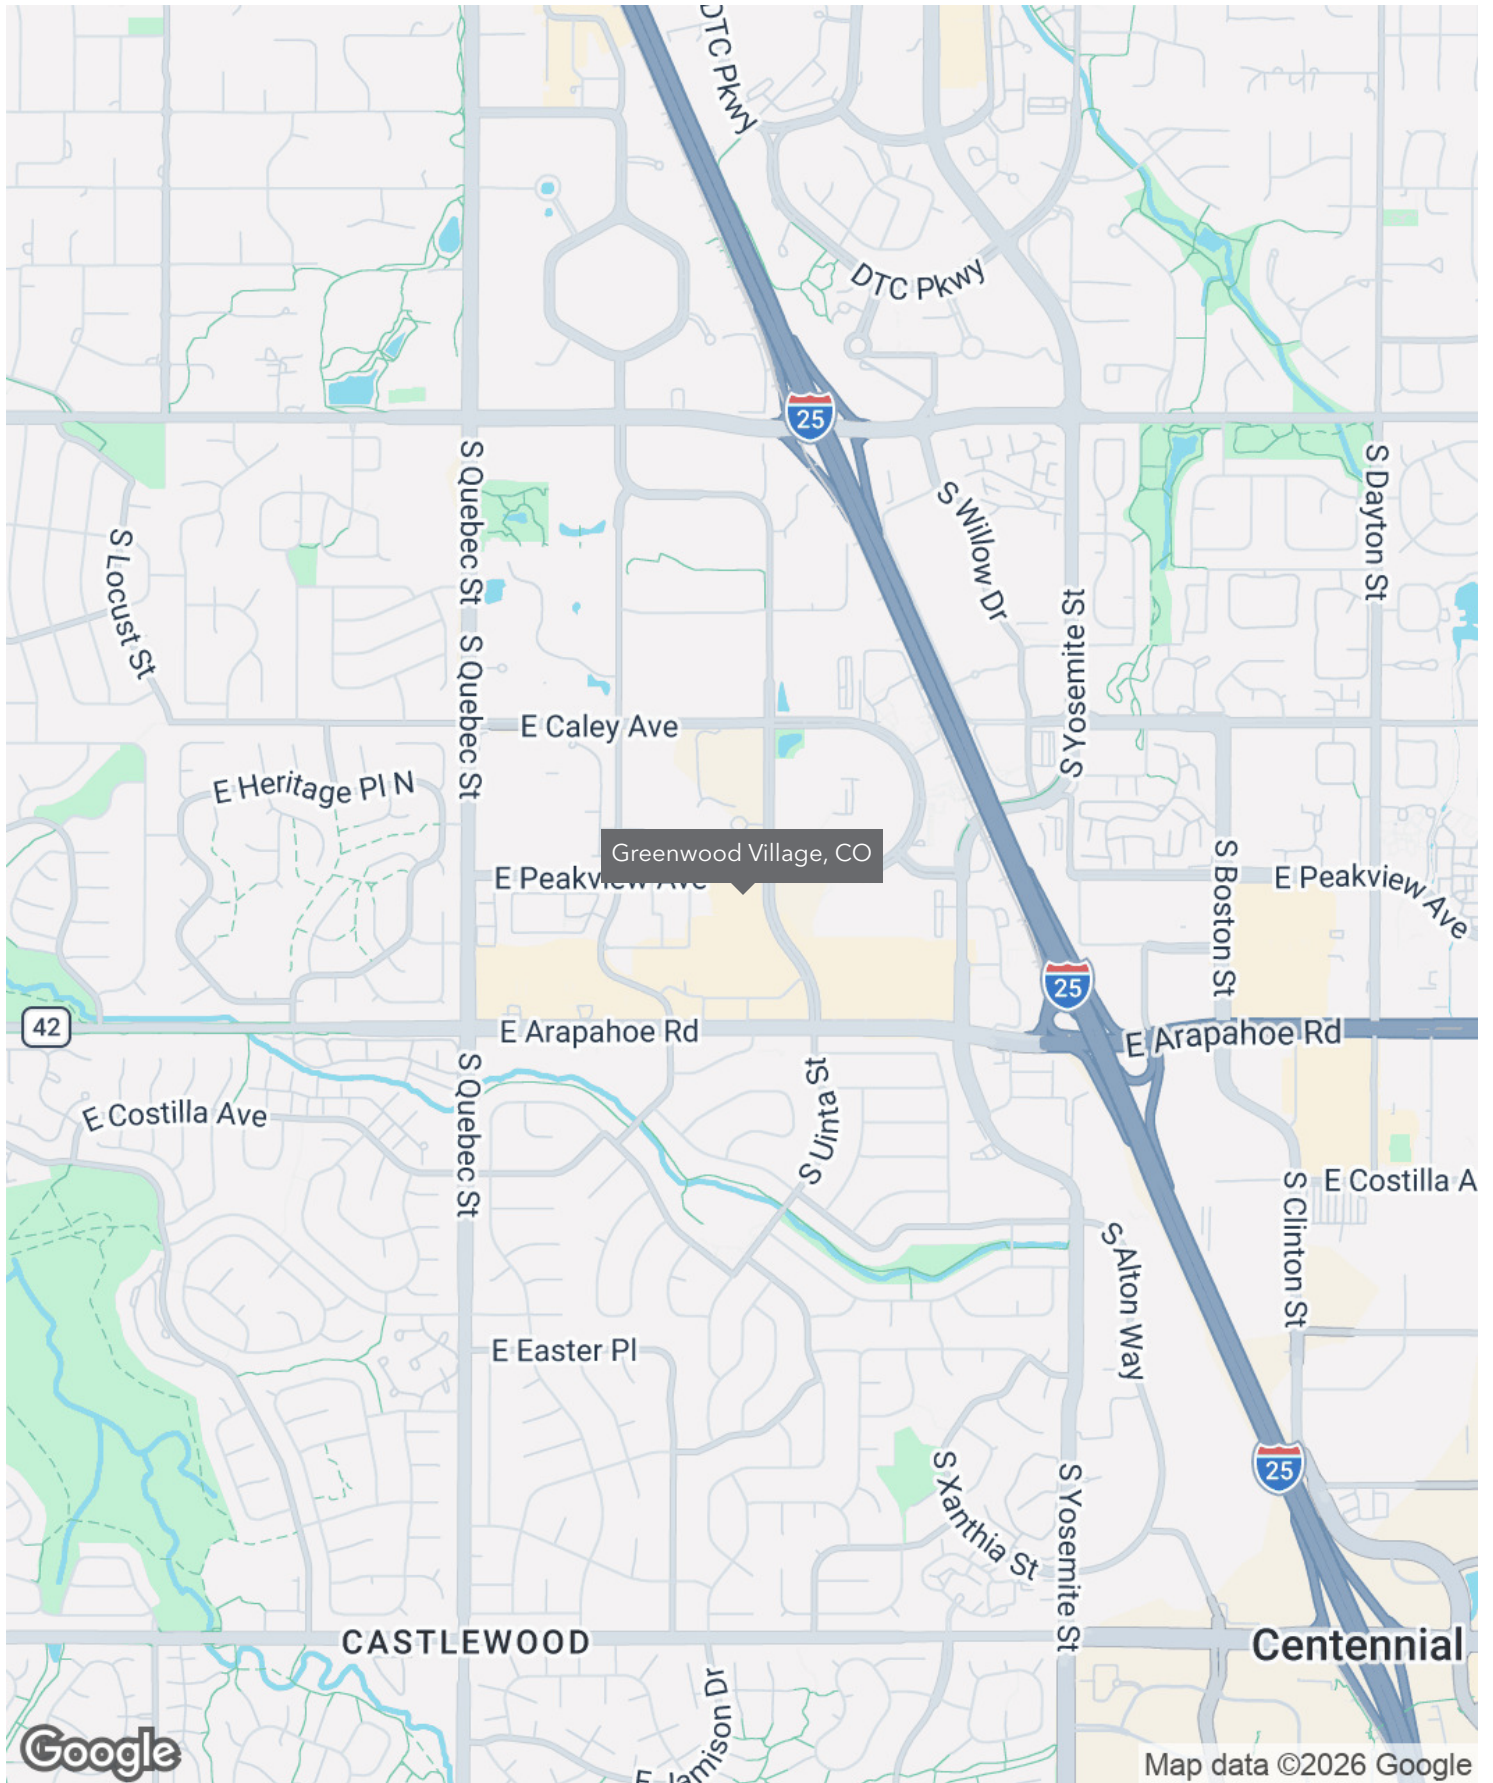 DTC Pkwy
DTC Pkwy
25
S Quebec St
S Willow Dr
S Dayton St
S Locust St
S Yosemite St
S Quebec St
E Caley Ave
E Heritage Pl N
Greenwood Village, CO
E Peakview Ave
S Boston St
E Peakview Ave
25
42
E Arapahoe Rd
E Arapahoe Rd
S Quebec St
S Uinta St
E Costilla Ave
S Clinton St
E Costilla A
S Alton Way
E Easter Pl
25
S Xanthia St
S Yosemite St
CASTLEWOOD
Centennial
E Jamison Dr
Google
Map data ©2026 Google